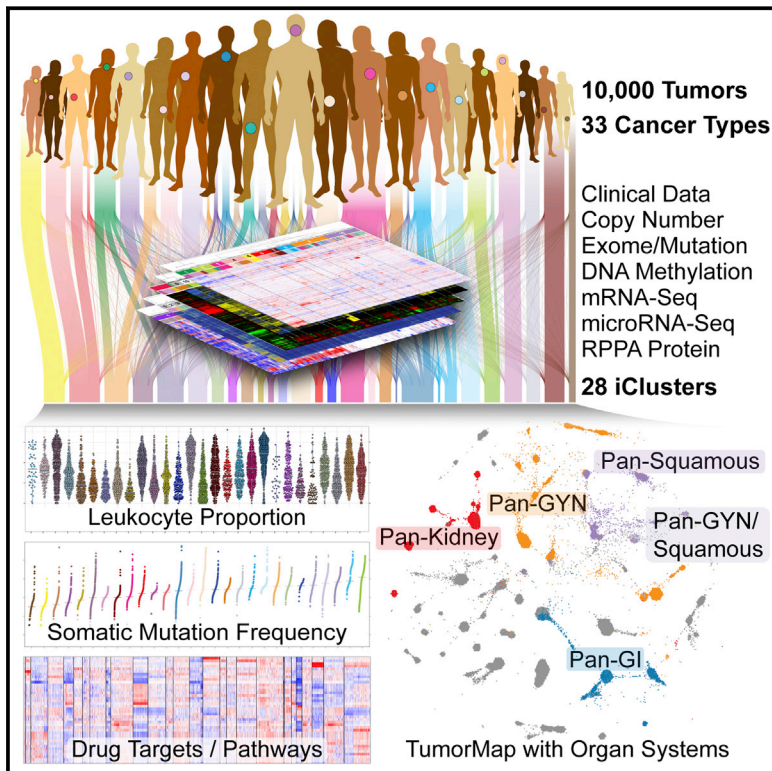 10,000 Tumors
33 Cancer Types
Clinical Data
Copy Number
Exome/Mutation
DNA Methylation
mRNA-Seq
microRNA-Seq
RPPA Protein
28 iClusters
Leukocyte Proportion
Somatic Mutation Frequency
Drug Targets / Pathways
Pan-Squamous
Pan-GYN
Pan-Kidney
Pan-GYN/
Squamous
Pan-GI
TumorMap with Organ Systems